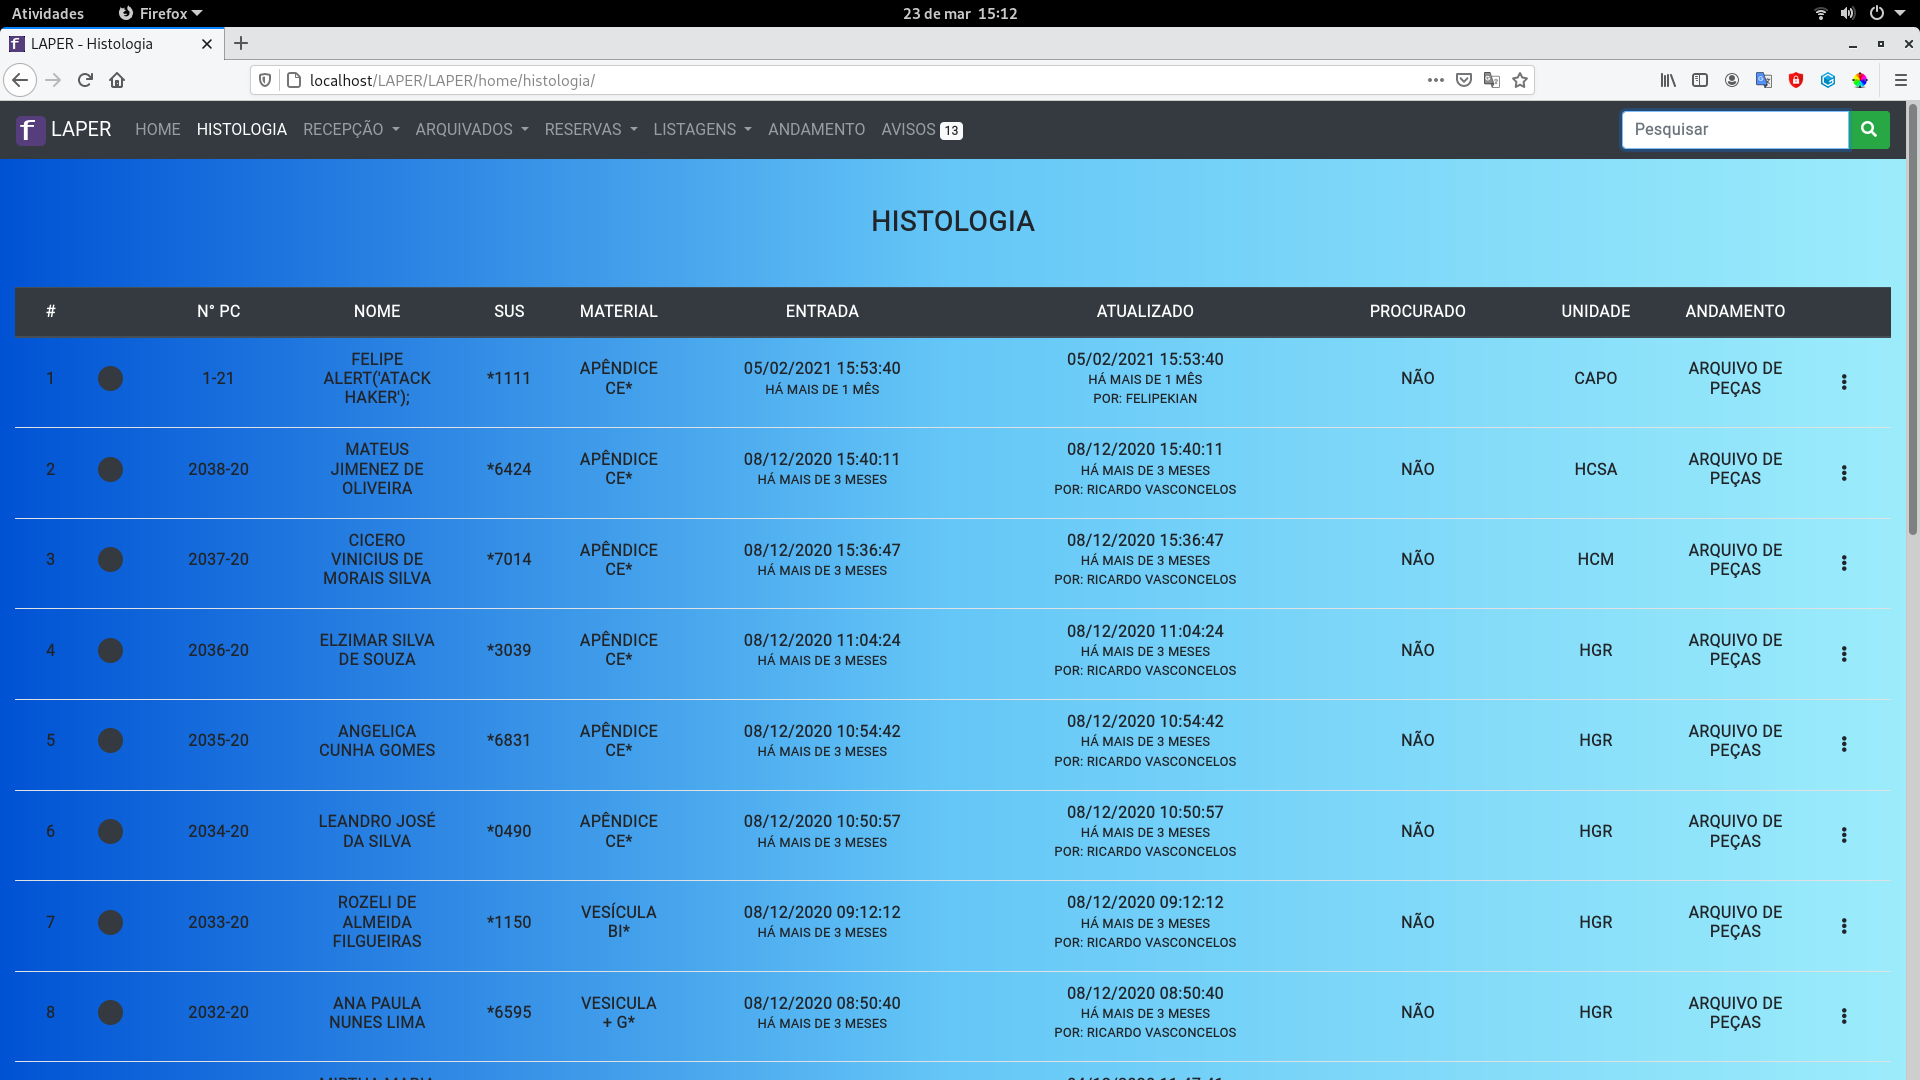 Atividades Firefox 23 de mar 15:12
LAPER - Histologia
localhost/LAPER/LAPER/home/histologia/
LAPER HOME HISTOLOGIA RECEPÇÃO ARQUIVADOS RESERVAS LISTAGENS ANDAMENTO AVISOS 13 Pesquisar
HISTOLOGIA
# N° PC NOME SUS MATERIAL ENTRADA ATUALIZADO PROCURADO UNIDADE ANDAMENTO
1 1-21 FELIPE ALERT('ATACK HAKER'); *1111 APÊNDICE CE* 05/02/2021 15:53:40 HÁ MAIS DE 1 MÊS 05/02/2021 15:53:40 HÁ MAIS DE 1 MÊS POR: FELIPEKIAN NÃO CAPO ARQUIVO DE PEÇAS
2 2038-20 MATEUS JIMENEZ DE OLIVEIRA *6424 APÊNDICE CE* 08/12/2020 15:40:11 HÁ MAIS DE 3 MESES 08/12/2020 15:40:11 HÁ MAIS DE 3 MESES POR: RICARDO VASCONCELOS NÃO HCSA ARQUIVO DE PEÇAS
3 2037-20 CICERO VINICIUS DE MORAIS SILVA *7014 APÊNDICE CE* 08/12/2020 15:36:47 HÁ MAIS DE 3 MESES 08/12/2020 15:36:47 HÁ MAIS DE 3 MESES POR: RICARDO VASCONCELOS NÃO HCM ARQUIVO DE PEÇAS
4 2036-20 ELZIMAR SILVA DE SOUZA *3039 APÊNDICE CE* 08/12/2020 11:04:24 HÁ MAIS DE 3 MESES 08/12/2020 11:04:24 HÁ MAIS DE 3 MESES POR: RICARDO VASCONCELOS NÃO HGR ARQUIVO DE PEÇAS
5 2035-20 ANGELICA CUNHA GOMES *6831 APÊNDICE CE* 08/12/2020 10:54:42 HÁ MAIS DE 3 MESES 08/12/2020 10:54:42 HÁ MAIS DE 3 MESES POR: RICARDO VASCONCELOS NÃO HGR ARQUIVO DE PEÇAS
6 2034-20 LEANDRO JOSÉ DA SILVA *0490 APÊNDICE CE* 08/12/2020 10:50:57 HÁ MAIS DE 3 MESES 08/12/2020 10:50:57 HÁ MAIS DE 3 MESES POR: RICARDO VASCONCELOS NÃO HGR ARQUIVO DE PEÇAS
7 2033-20 ROZELI DE ALMEIDA FILGUEIRAS *1150 VESÍCULA BI* 08/12/2020 09:12:12 HÁ MAIS DE 3 MESES 08/12/2020 09:12:12 HÁ MAIS DE 3 MESES POR: RICARDO VASCONCELOS NÃO HGR ARQUIVO DE PEÇAS
8 2032-20 ANA PAULA NUNES LIMA *6595 VESICULA + G* 08/12/2020 08:50:40 HÁ MAIS DE 3 MESES 08/12/2020 08:50:40 HÁ MAIS DE 3 MESES POR: RICARDO VASCONCELOS NÃO HGR ARQUIVO DE PEÇAS